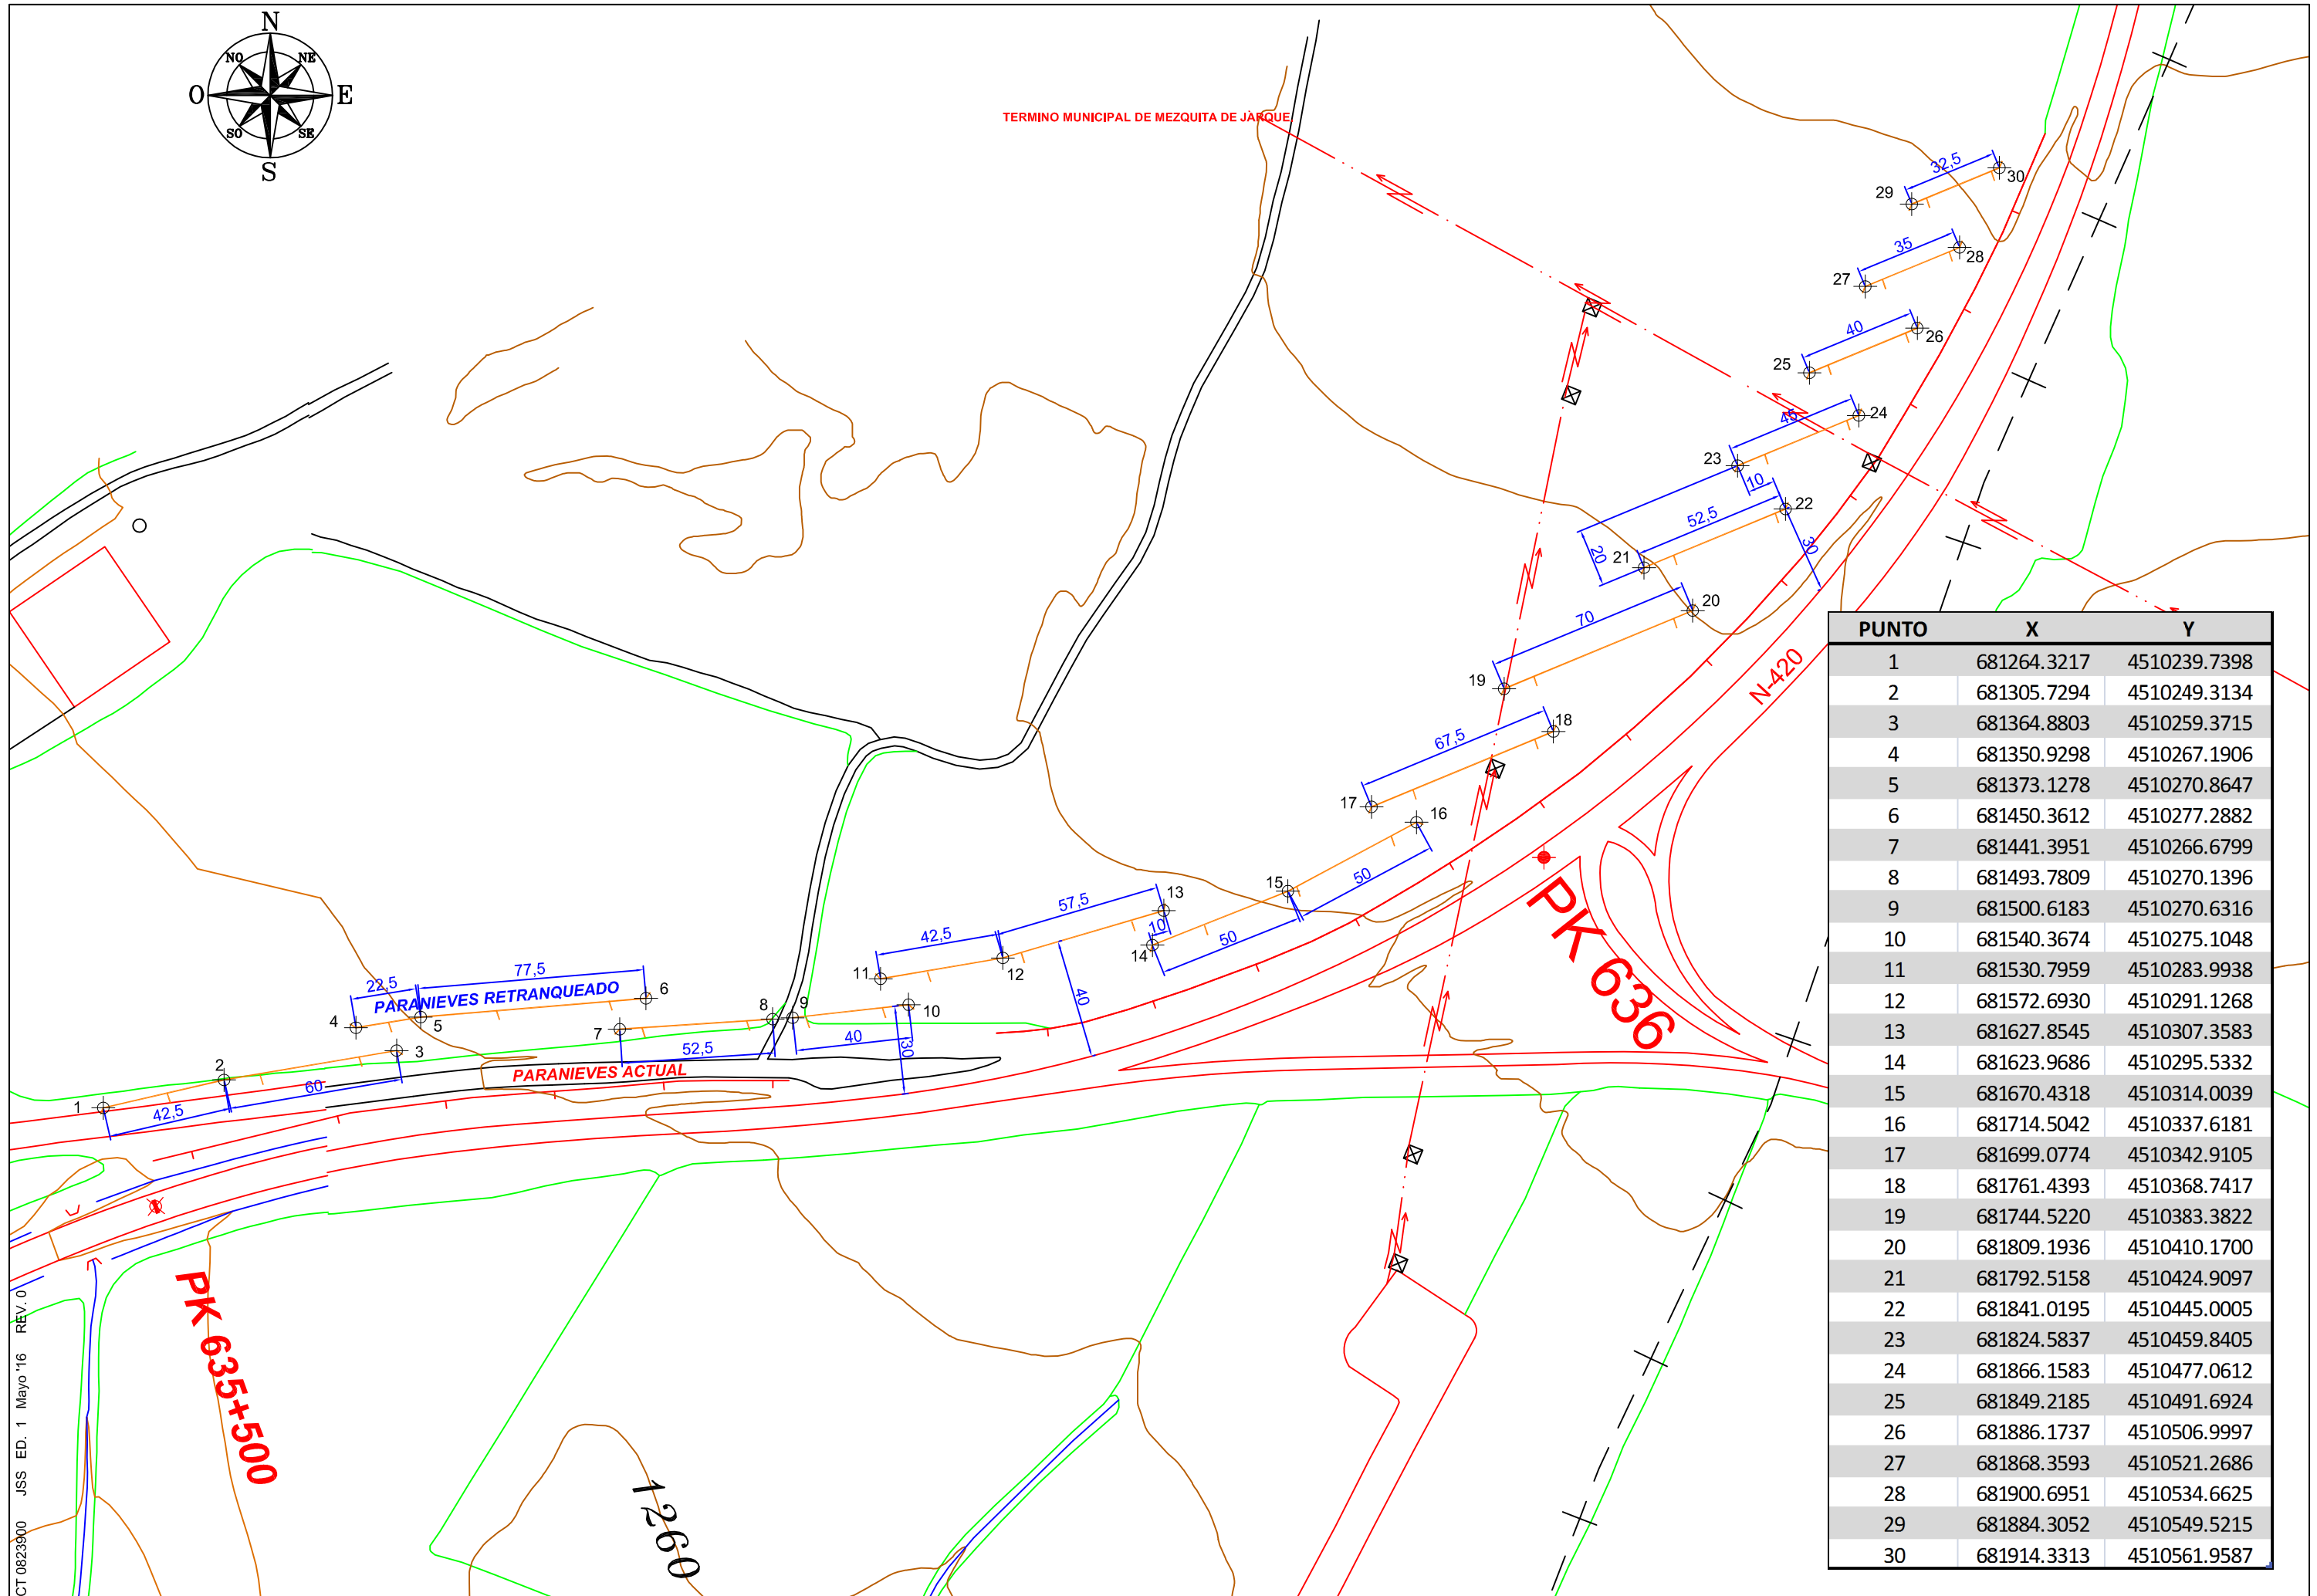 N
NO
NE
O
E
SO
SE
S
TERMINO MUNICIPAL DE MEZQUITA DE JARQUE
32,5
30
29
35
28
27
40
26
25
45
24
23
10
52,5
22
20
21
30
70
20
19
N-420
67,5
18
17
16
50
15
57,5
13
10
14
50
42,5
11
12
40
77,5
22,5
PARANIEVES RETRANQUEADO
6
4
5
8
9
10
7
40
30
52,5
3
2
60
PARANIEVES ACTUAL
1
42,5
PK 636
PK 635+500
1260
CT 0823900 JSS ED. 1 Mayo '16 REV. 0
PUNTO X Y
1 681264.3217 4510239.7398
2 681305.7294 4510249.3134
3 681364.8803 4510259.3715
4 681350.9298 4510267.1906
5 681373.1278 4510270.8647
6 681450.3612 4510277.2882
7 681441.3951 4510266.6799
8 681493.7809 4510270.1396
9 681500.6183 4510270.6316
10 681540.3674 4510275.1048
11 681530.7959 4510283.9938
12 681572.6930 4510291.1268
13 681627.8545 4510307.3583
14 681623.9686 4510295.5332
15 681670.4318 4510314.0039
16 681714.5042 4510337.6181
17 681699.0774 4510342.9105
18 681761.4393 4510368.7417
19 681744.5220 4510383.3822
20 681809.1936 4510410.1700
21 681792.5158 4510424.9097
22 681841.0195 4510445.0005
23 681824.5837 4510459.8405
24 681866.1583 4510477.0612
25 681849.2185 4510491.6924
26 681886.1737 4510506.9997
27 681868.3593 4510521.2686
28 681900.6951 4510534.6625
29 681884.3052 4510549.5215
30 681914.3313 4510561.9587